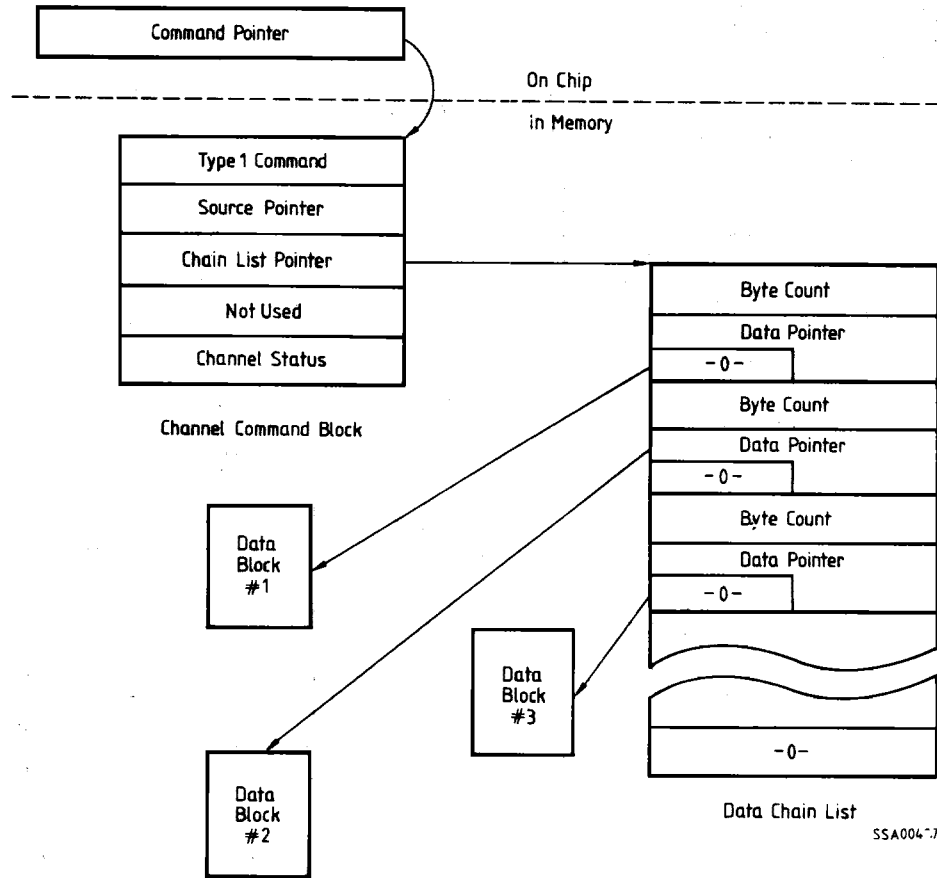 Command Pointer
On Chip
in Memory
Type 1 Command
Source Pointer
Chain List Pointer
Not Used
Channel Status
Channel Command Block
Byte Count
Data Pointer
-0-
Byte Count
Data Pointer
-0-
Byte Count
Data Pointer
-0-
-0-
Data Chain List
Data
Block
#1
Data
Block
#3
Data
Block
#2